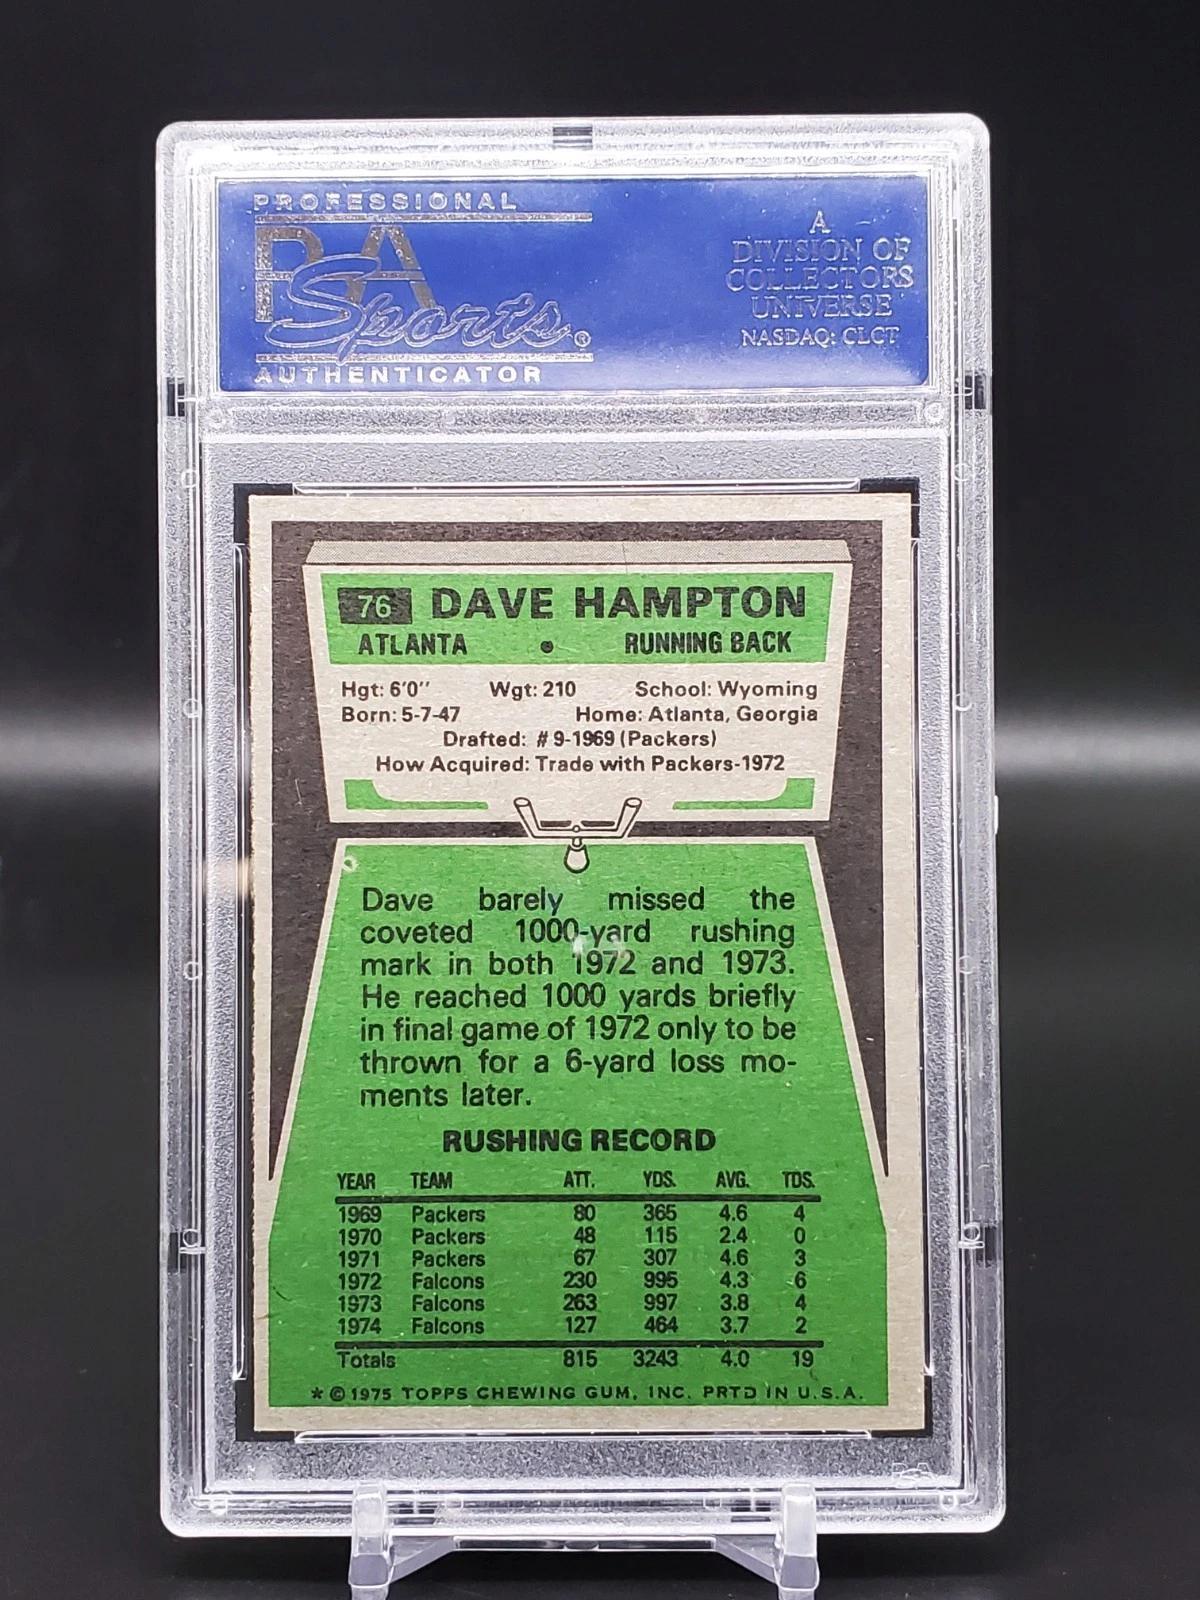 PROFESSIONAL
PSA
Sports®
AUTHENTICATOR
A
DIVISION OF
COLLECTORS
UNIVERSE
NASDAQ: CLCT
76 DAVE HAMPTON
ATLANTA • RUNNING BACK
Hgt: 6'0" Wgt: 210 School: Wyoming
Born: 5-7-47 Home: Atlanta, Georgia
Drafted: #9-1969 (Packers)
How Acquired: Trade with Packers-1972
Dave barely missed the
coveted 1000-yard rushing
mark in both 1972 and 1973.
He reached 1000 yards briefly
in final game of 1972 only to be
thrown for a 6-yard loss mo-
ments later.
RUSHING RECORD
YEAR TEAM ATT. YDS. AVG. TDS.
1969 Packers 80 365 4.6 4
1970 Packers 48 115 2.4 0
1971 Packers 67 307 4.6 3
1972 Falcons 230 995 4.3 6
1973 Falcons 263 997 3.8 4
1974 Falcons 127 464 3.7 2
Totals 815 3243 4.0 19
* © 1975 TOPPS CHEWING GUM, INC. PRTD IN U.S.A.
PSA